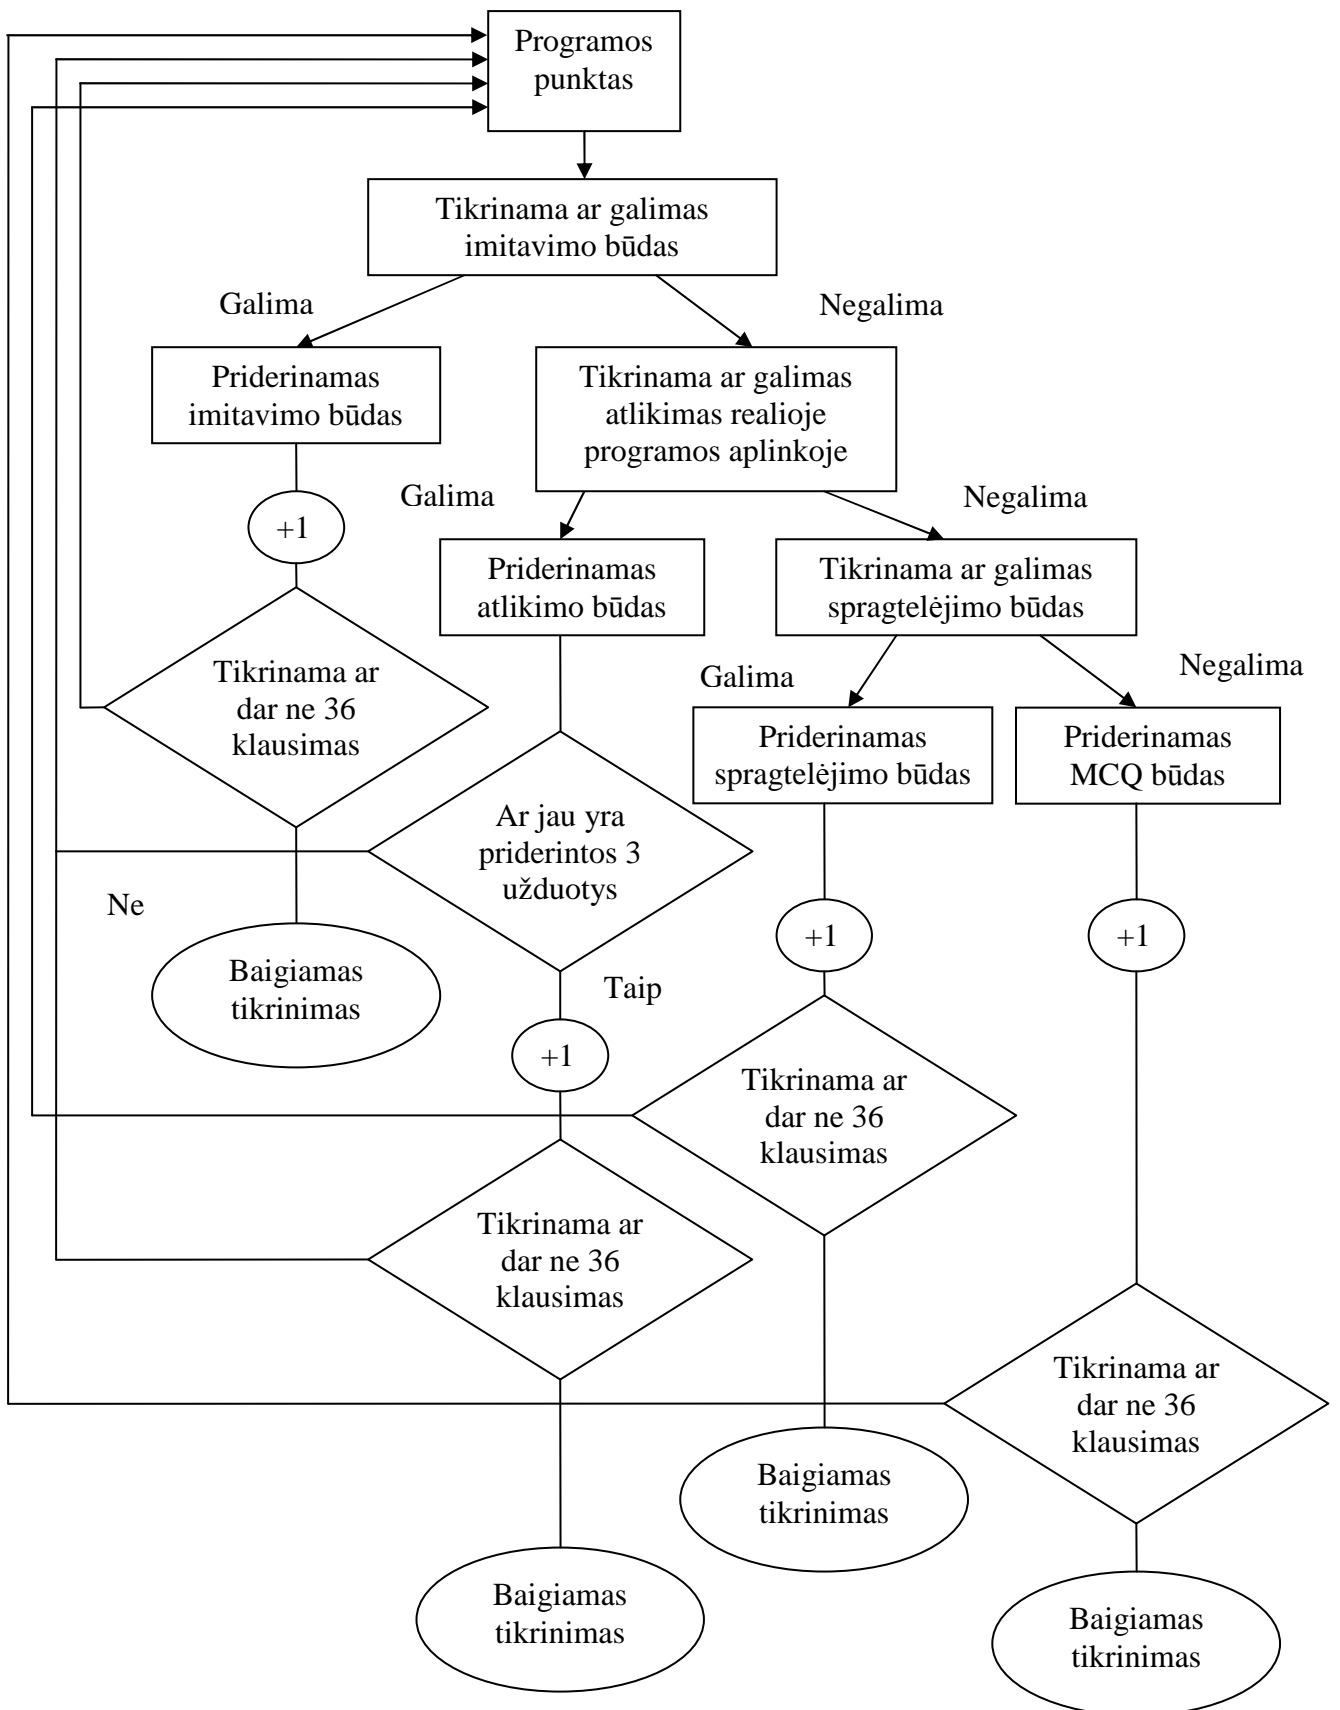 Programos
punktas
Tikrinama ar galimas
imitavimo būdas
Galima
Negalima
Priderinamas
imitavimo būdas
Tikrinama ar galimas
atlikimas realioje
programos aplinkoje
Galima
Negalima
+1
Priderinamas
atlikimo būdas
Tikrinama ar galimas
spragtelėjimo būdas
Galima
Negalima
Tikrinama ar
dar ne 36
klausimas
Priderinamas
spragtelėjimo būdas
Priderinamas
MCQ būdas
Ar jau yra
priderintos 3
užduotys
Ne
+1
+1
Baigiamas
tikrinimas
Taip
+1
Tikrinama ar
dar ne 36
klausimas
Tikrinama ar
dar ne 36
klausimas
Tikrinama ar
dar ne 36
klausimas
Baigiamas
tikrinimas
Baigiamas
tikrinimas
Baigiamas
tikrinimas